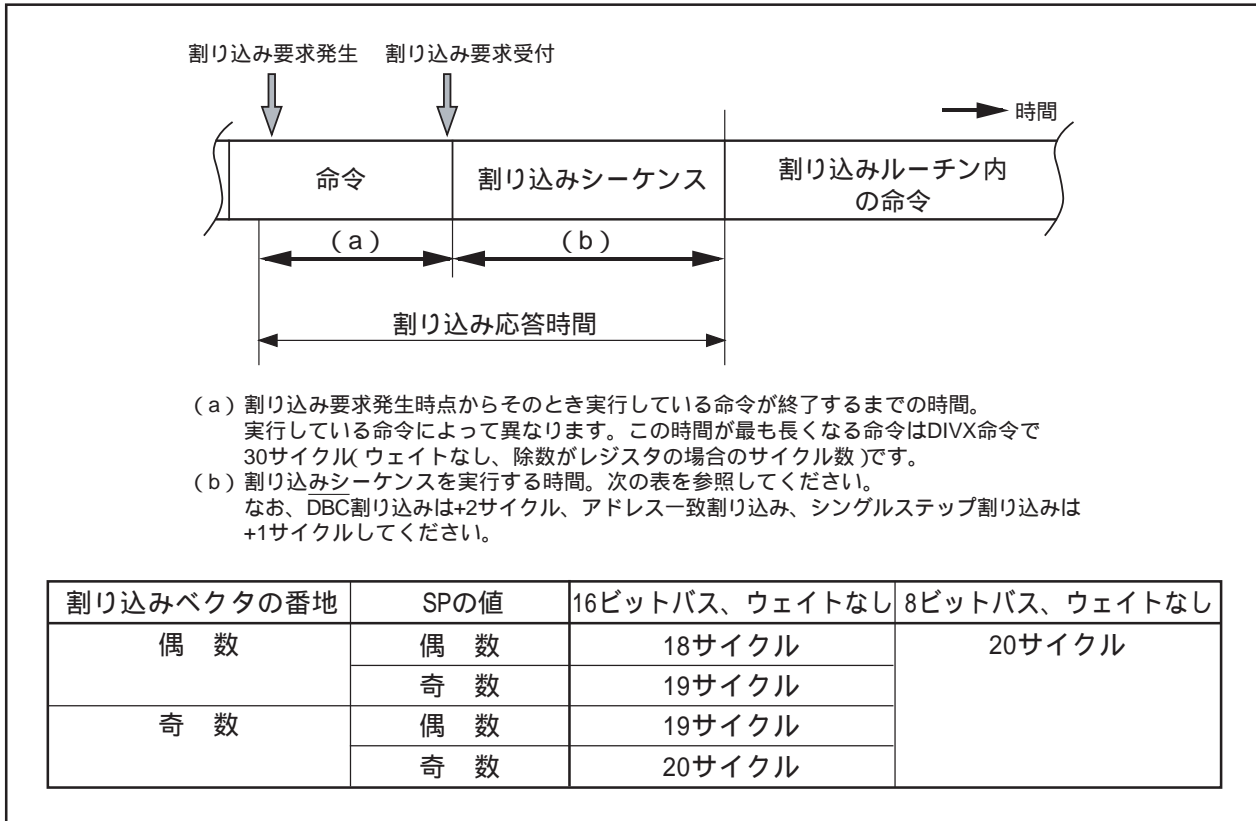 割り込み要求発生 割り込み要求受付
時間
命令 割り込みシーケンス 割り込みルーチン内
の命令
（a） （b）
割り込み応答時間
（a）割り込み要求発生時点からそのとき実行している命令が終了するまでの時間。
実行している命令によって異なります。この時間が最も長くなる命令はDIVX命令で
30サイクル（ウェイトなし、除数がレジスタの場合のサイクル数）です。
（b）割り込みシーケンスを実行する時間。次の表を参照してください。
なお、DBC割り込みは+2サイクル、アドレス一致割り込み、シングルステップ割り込みは
+1サイクルしてください。
割り込みベクタの番地 SPの値 16ビットバス、ウェイトなし 8ビットバス、ウェイトなし
偶 数 偶 数 18サイクル 20サイクル
奇 数 19サイクル
奇 数 偶 数 19サイクル
奇 数 20サイクル